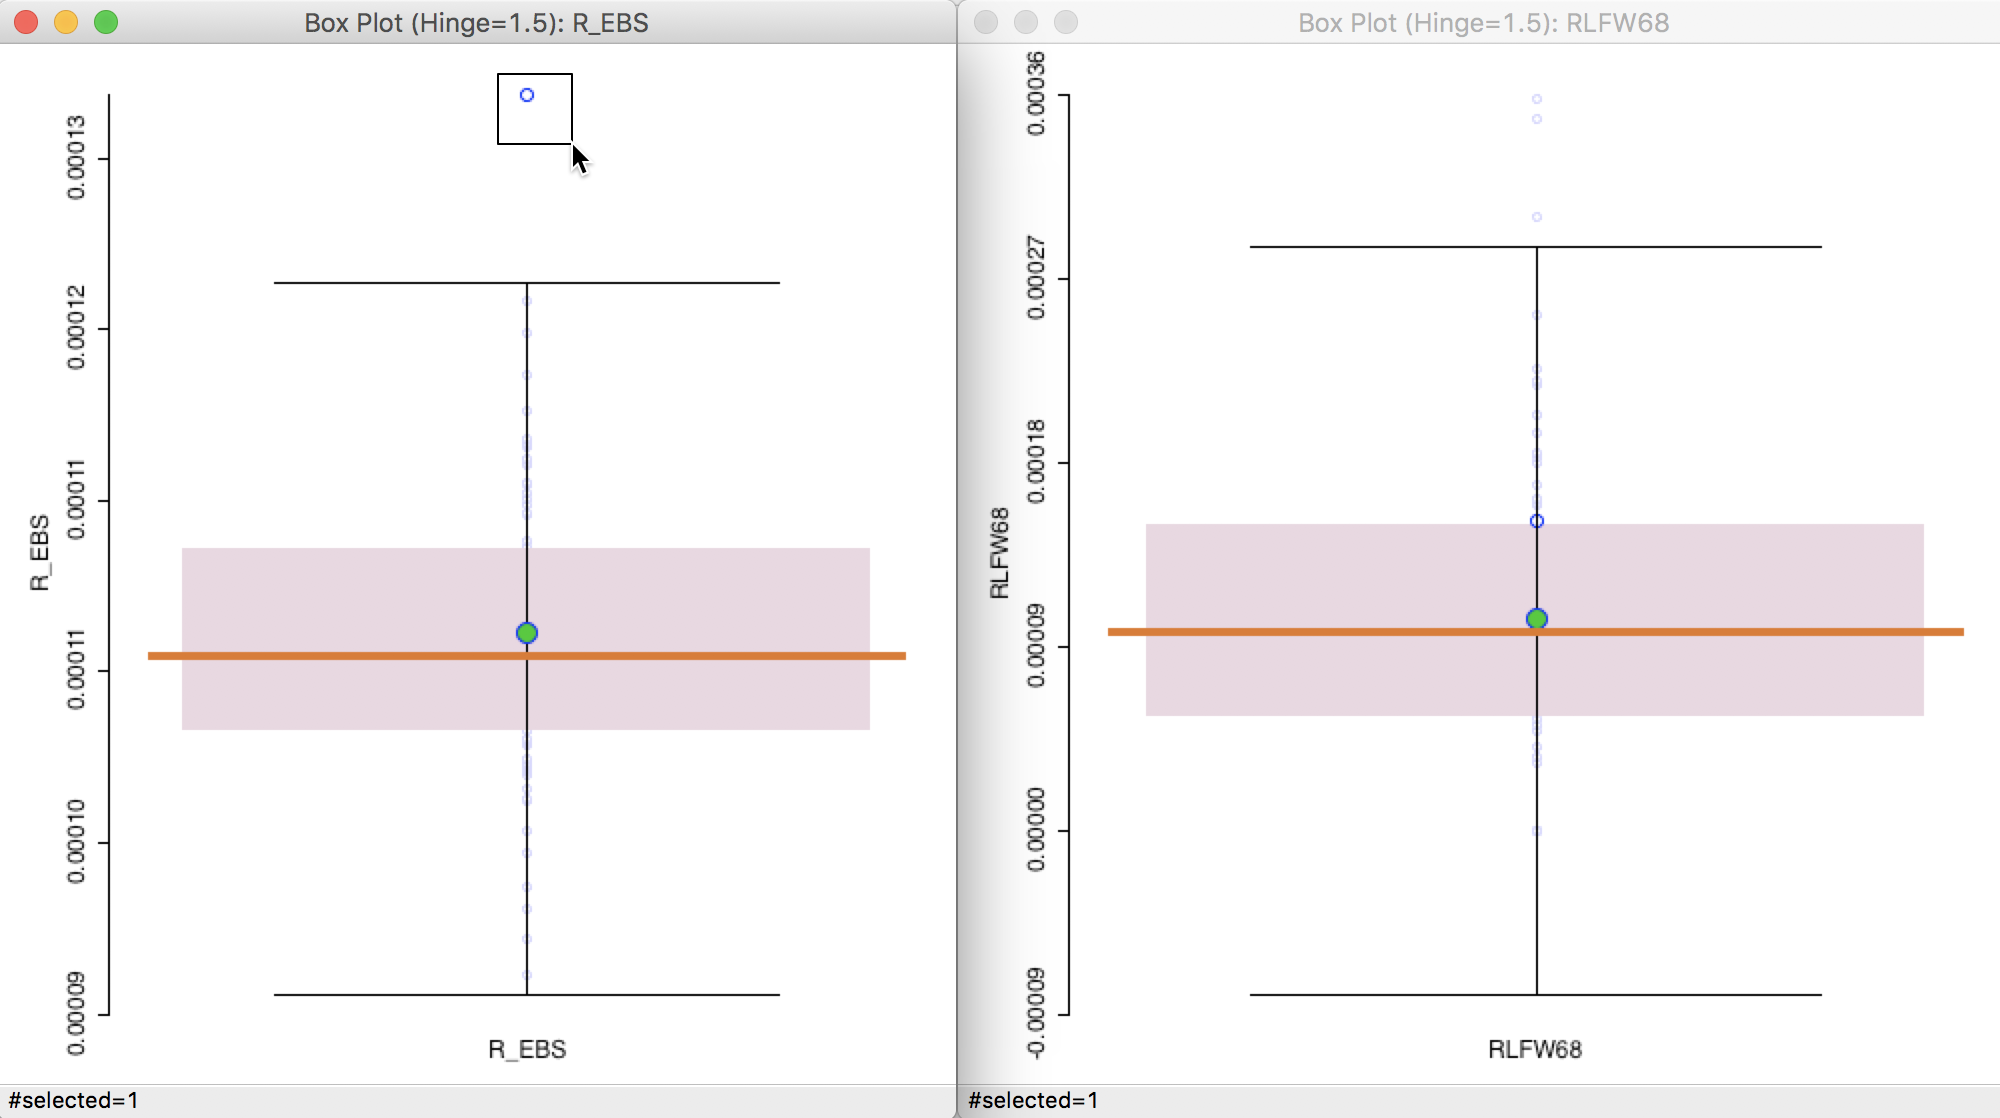 Box Plot (Hinge=1.5): R_EBS
0.00013
0.00012
0.00011
0.00011
0.00010
0.00009
R_EBS
R_EBS
#selected=1
Box Plot (Hinge=1.5): RLFW68
0.00036
0.00027
0.00018
0.00009
0.00000
-0.00009
RLFW68
RLFW68
#selected=1